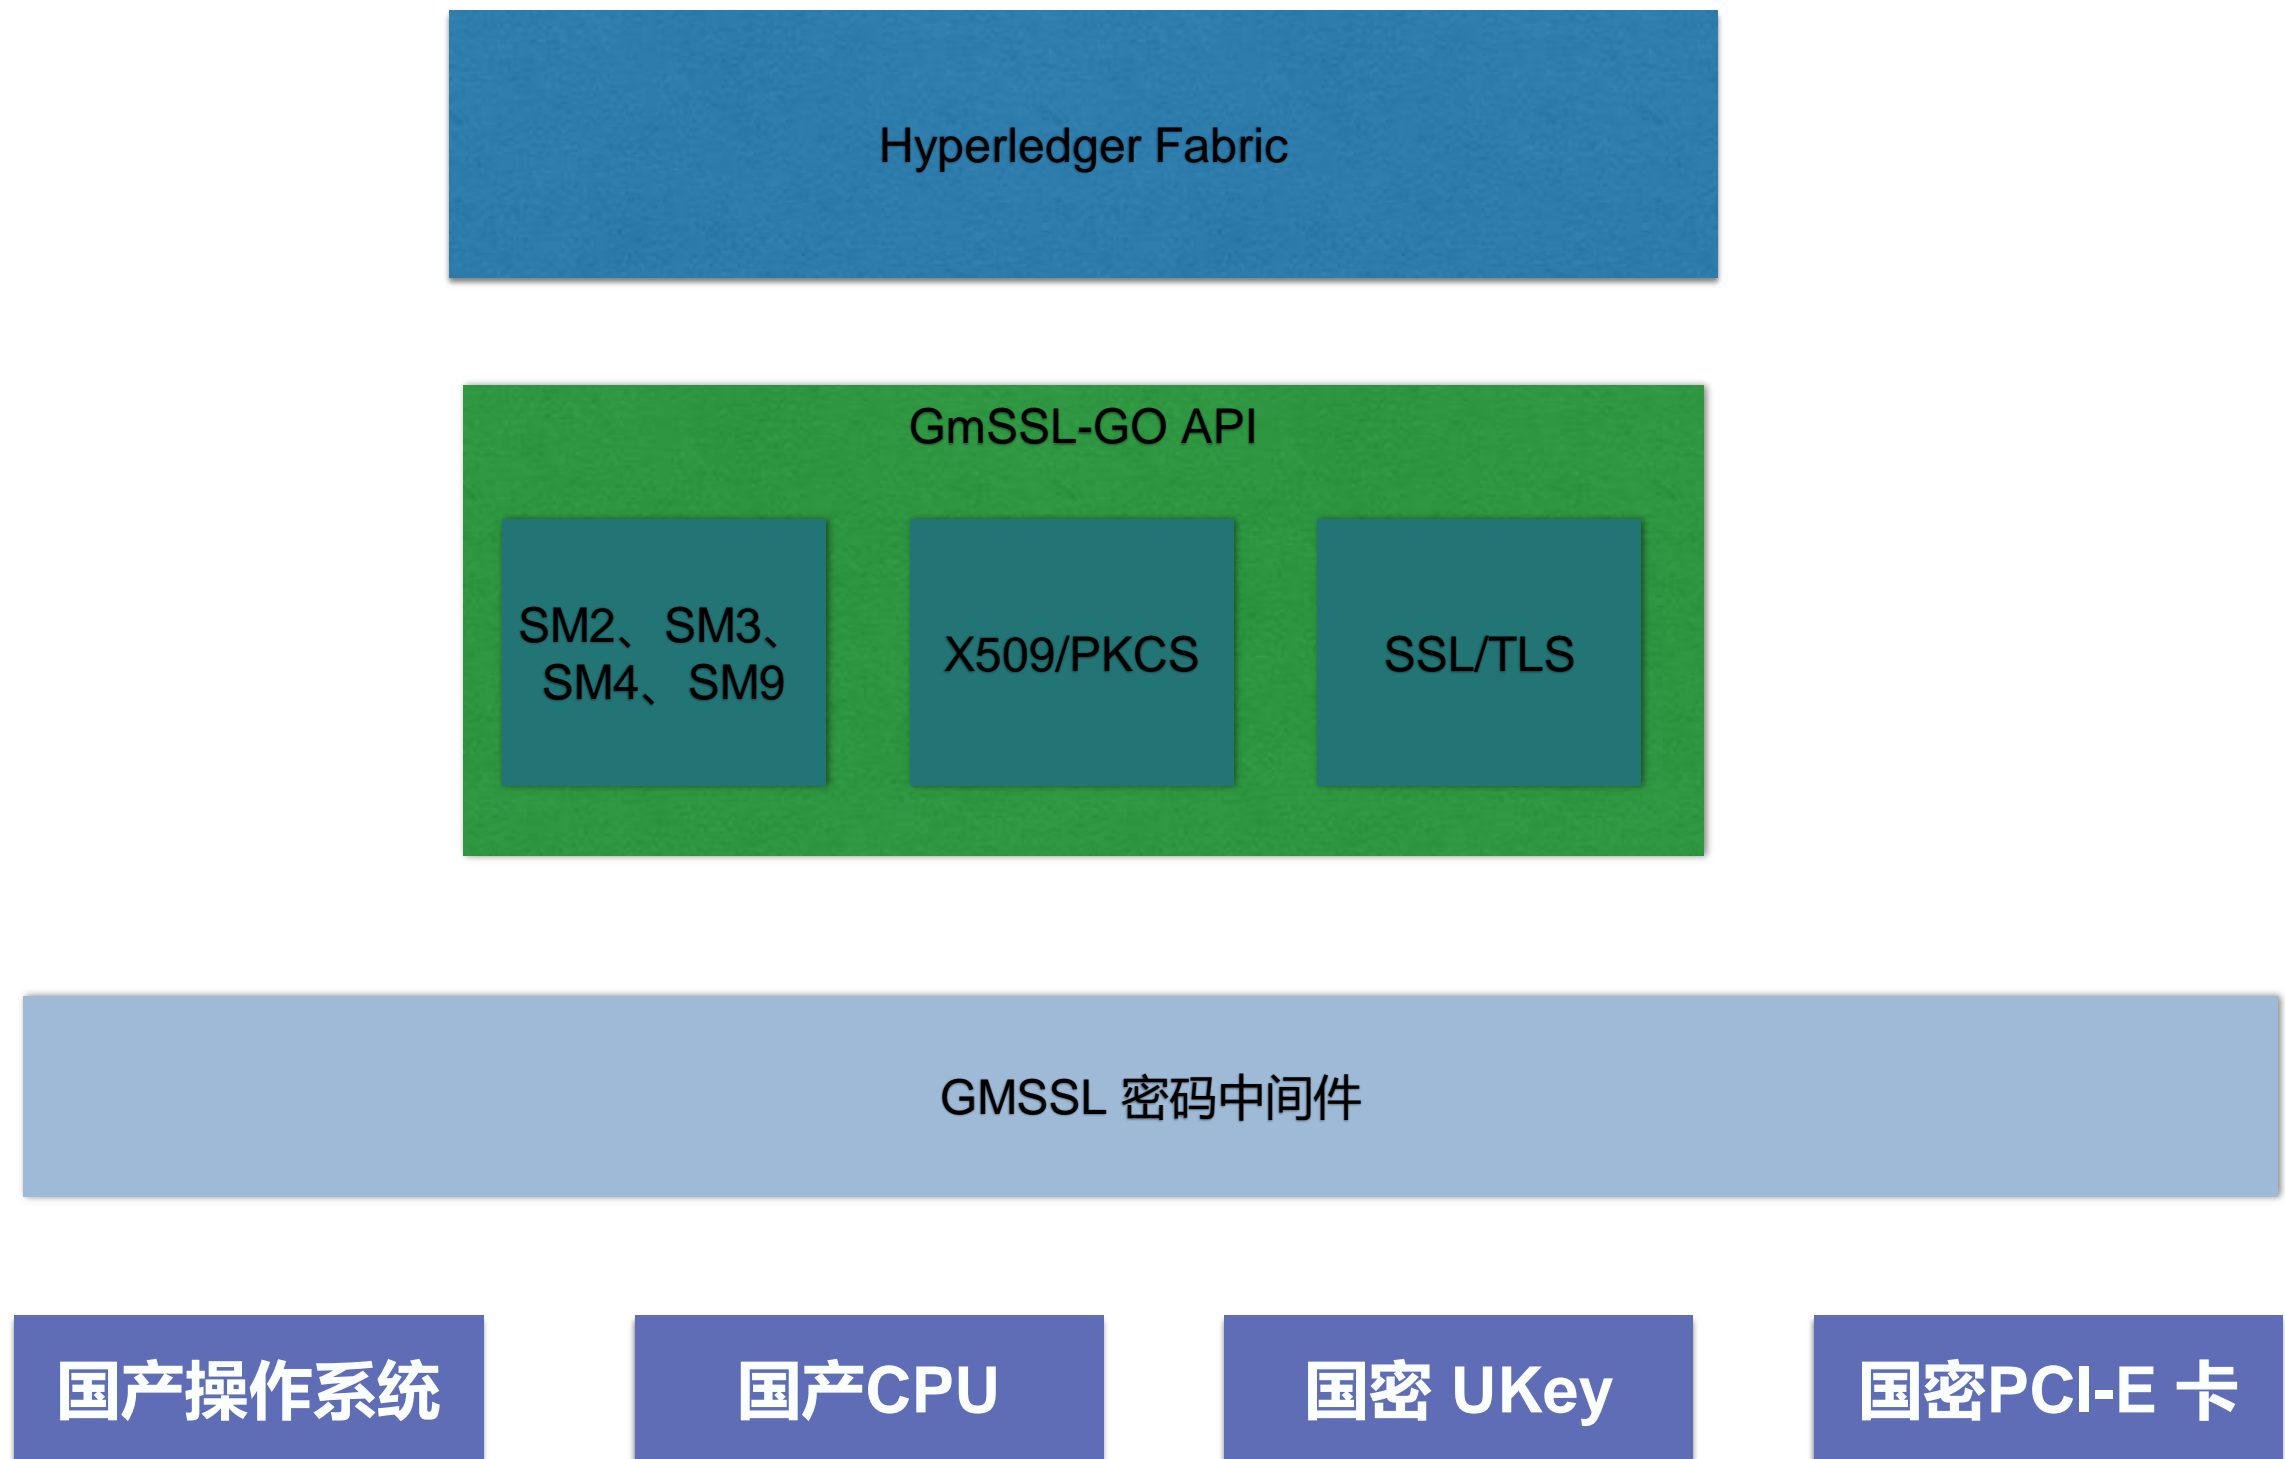 Hyperledger Fabric
GmSSL-GO API
SM2、SM3、
SM4、SM9
X509/PKCS
SSL/TLS
GMSSL 密码中间件
国产操作系统
国产CPU
国密 UKey
国密PCI-E 卡